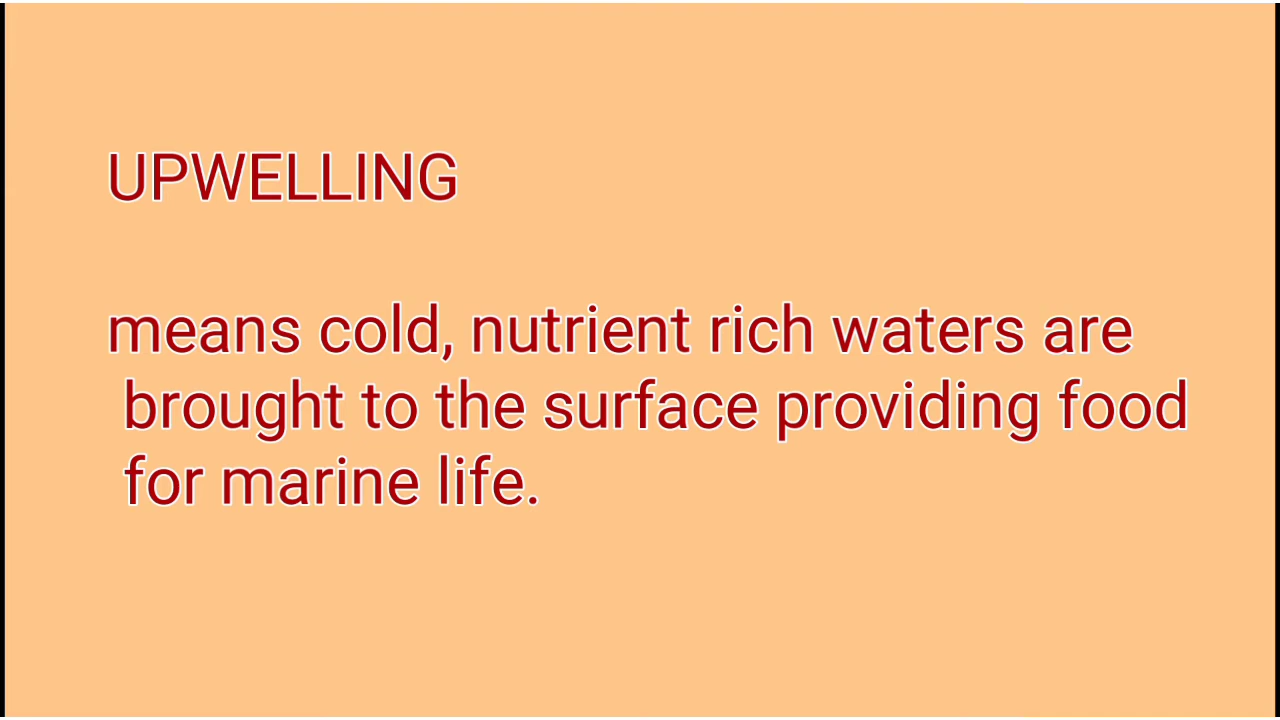 UPWELLING
means cold, nutrient rich waters are
brought to the surface providing food
for marine life.